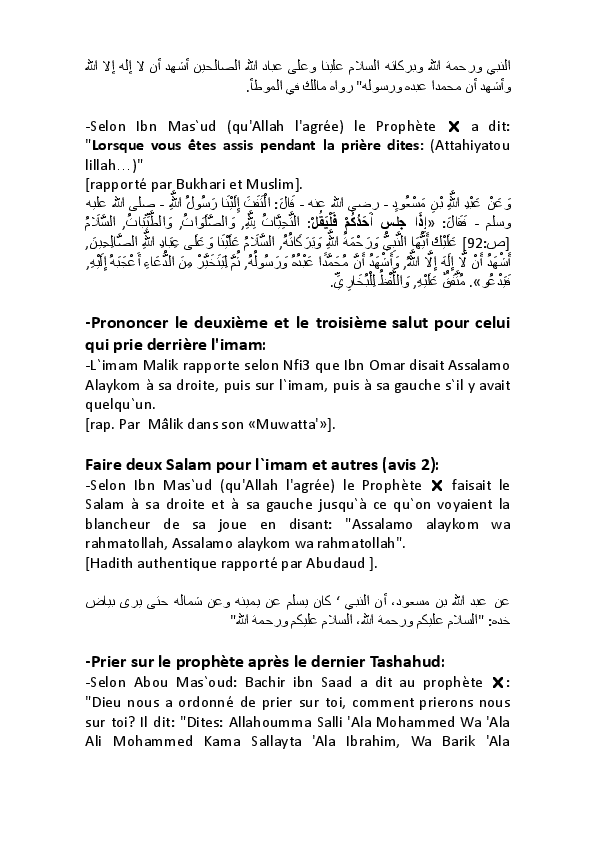 النبي ورحمة الله وبركاته السلام علينا وعلى عباد الله الصالحين أشهد أن لا إله إلا الله
وأشهد أن محمدا عبده ورسوله" رواه مالك في الموطأ.
-Selon Ibn Mas`ud (qu'Allah l'agrée) le Prophète ✖ a dit:
"Lorsque vous êtes assis pendant la prière dites: (Attahiyatou
lillah…)"
[rapporté par Bukhari et Muslim].
وَعَنْ عَبْدِ اللَّهِ بْنِ مَسْعُودٍ - رضي الله عنه - قَالَ: الْتَفَتَ إِلَيْنَا رَسُولُ اللَّهِ - صلى الله عليه
وسلم - فَقَالَ: «إِذَا جلس أَحَدُكُمْ فَلْيَقُلْ: التَّحِيَّاتُ لِلَّهِ, وَالصَّلَوَاتُ, وَالطَّيِّبَاتُ, السَّلَامُ
[ص:92] عَلَيْكَ أَيُّهَا النَّبِيُّ وَرَحْمَةُ اللَّهِ وَبَرَكَاتُهُ, السَّلَامُ عَلَيْنَا وَعَلَى عِبَادِ اللَّهِ الصَّالِحِينَ,
أَشْهَدُ أَنْ لَا إِلَهَ إِلَّا اللَّهُ, وَأَشْهَدُ أَنَّ مُحَمَّدًا عَبْدُهُ وَرَسُولُهُ, ثُمَّ لِيَتَخَيَّرْ مِنَ الدُّعَاءِ أَعْجَبَهُ إِلَيْهِ,
فَيَدْعُو». مُتَّفَقٌ عَلَيْهِ, وَاللَّفْظُ لِلْبُخَارِيِّ.
-Prononcer le deuxième et le troisième salut pour celui
qui prie derrière l'imam:
-L`imam Malik rapporte selon Nfi3 que Ibn Omar disait Assalamo
Alaykom à sa droite, puis sur l`imam, puis à sa gauche s`il y avait
quelqu`un.
[rap. Par Mâlik dans son «Muwatta'»].
Faire deux Salam pour l`imam et autres (avis 2):
-Selon Ibn Mas`ud (qu'Allah l'agrée) le Prophète ✖ faisait le
Salam à sa droite et à sa gauche jusqu`à ce qu`on voyaient la
blancheur de sa joue en disant: "Assalamo alaykom wa
rahmatollah, Assalamo alaykom wa rahmatollah".
[Hadith authentique rapporté par Abudaud ].
عن عبد الله بن مسعود، أن النبي ‘ كان يسلم عن يمينه وعن شماله حتى يرى بياض
خده: "السلام عليكم ورحمة الله، السلام عليكم ورحمة الله"
-Prier sur le prophète après le dernier Tashahud:
-Selon Abou Mas`oud: Bachir ibn Saad a dit au prophète ✖:
"Dieu nous a ordonné de prier sur toi, comment prierons nous
sur toi? Il dit: "Dites: Allahoumma Salli 'Ala Mohammed Wa 'Ala
Ali Mohammed Kama Sallayta 'Ala Ibrahim, Wa Barik 'Ala